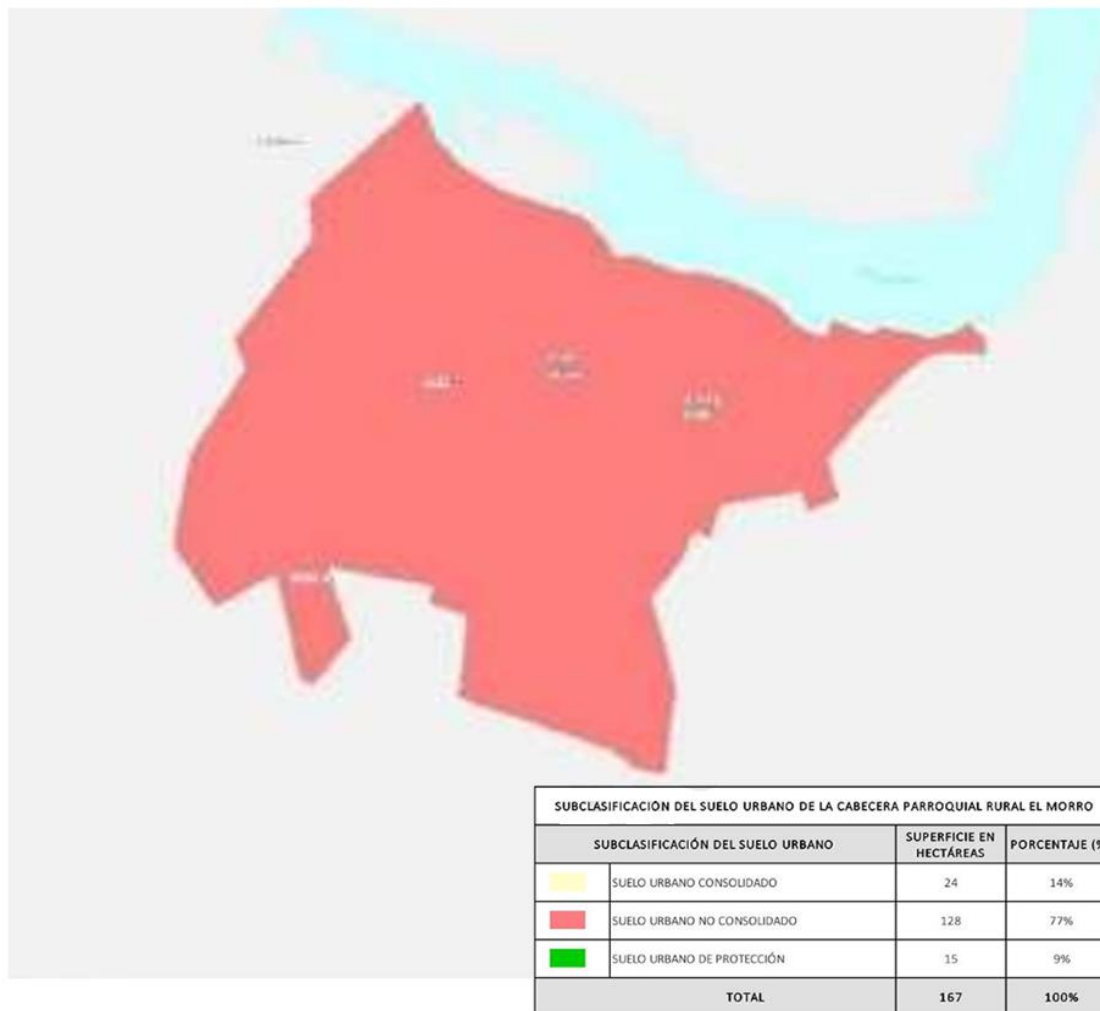 SUBCLASIFICACIÓN DEL SUELO URBANO DE LA CABECERA PARROQUIAL RURAL EL MORRO
SUBCLASIFICACIÓN DEL SUELO URBANO SUPERFICIE EN HECTÁREAS PORCENTAJE (%
SUELO URBANO CONSOLIDADO 24 14%
SUELO URBANO NO CONSOLIDADO 128 77%
SUELO URBANO DE PROTECCIÓN 15 9%
TOTAL 167 100%